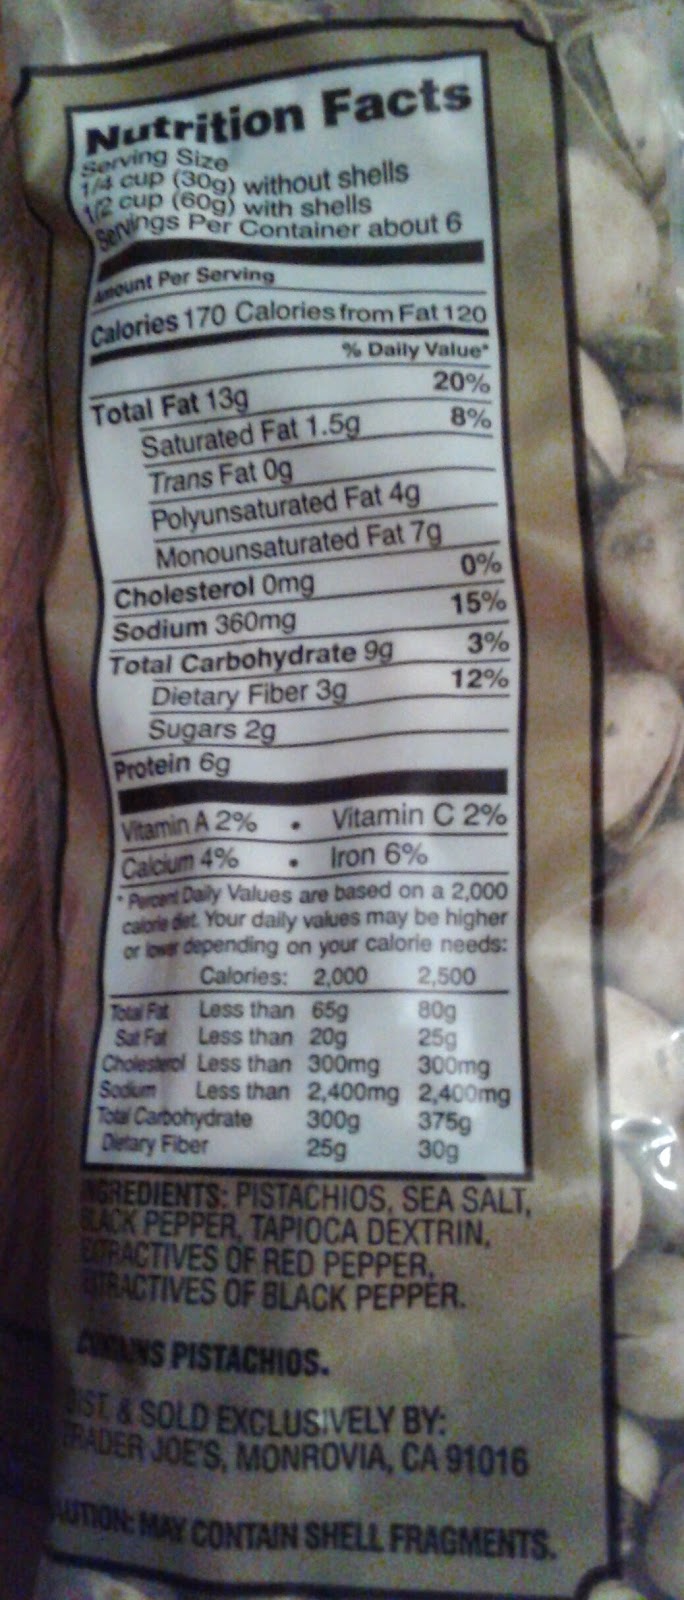 Nutrition Facts
Serving Size
1/4 cup (30g) without shells
1/2 cup (60g) with shells
Servings Per Container about 6
Amount Per Serving
Calories 170 Calories from Fat 120
% Daily Value*
Total Fat 13g 20%
Saturated Fat 1.5g 8%
Trans Fat 0g
Polyunsaturated Fat 4g
Monounsaturated Fat 7g
Cholesterol 0mg 0%
Sodium 360mg 15%
Total Carbohydrate 9g 3%
Dietary Fiber 3g 12%
Sugars 2g
Protein 6g
Vitamin A 2% • Vitamin C 2%
Calcium 4% • Iron 6%
* Percent Daily Values are based on a 2,000
calorie diet. Your daily values may be higher
or lower depending on your calorie needs:
Calories: 2,000 2,500
Total Fat Less than 65g 80g
Sat Fat Less than 20g 25g
Cholesterol Less than 300mg 300mg
Sodium Less than 2,400mg 2,400mg
Total Carbohydrate 300g 375g
Dietary Fiber 25g 30g
INGREDIENTS: PISTACHIOS, SEA SALT,
BLACK PEPPER, TAPIOCA DEXTRIN,
EXTRACTIVES OF RED PEPPER,
EXTRACTIVES OF BLACK PEPPER.
CONTAINS PISTACHIOS.
DIST. & SOLD EXCLUSIVELY BY:
TRADER JOE'S, MONROVIA, CA 91016
CAUTION: MAY CONTAIN SHELL FRAGMENTS.